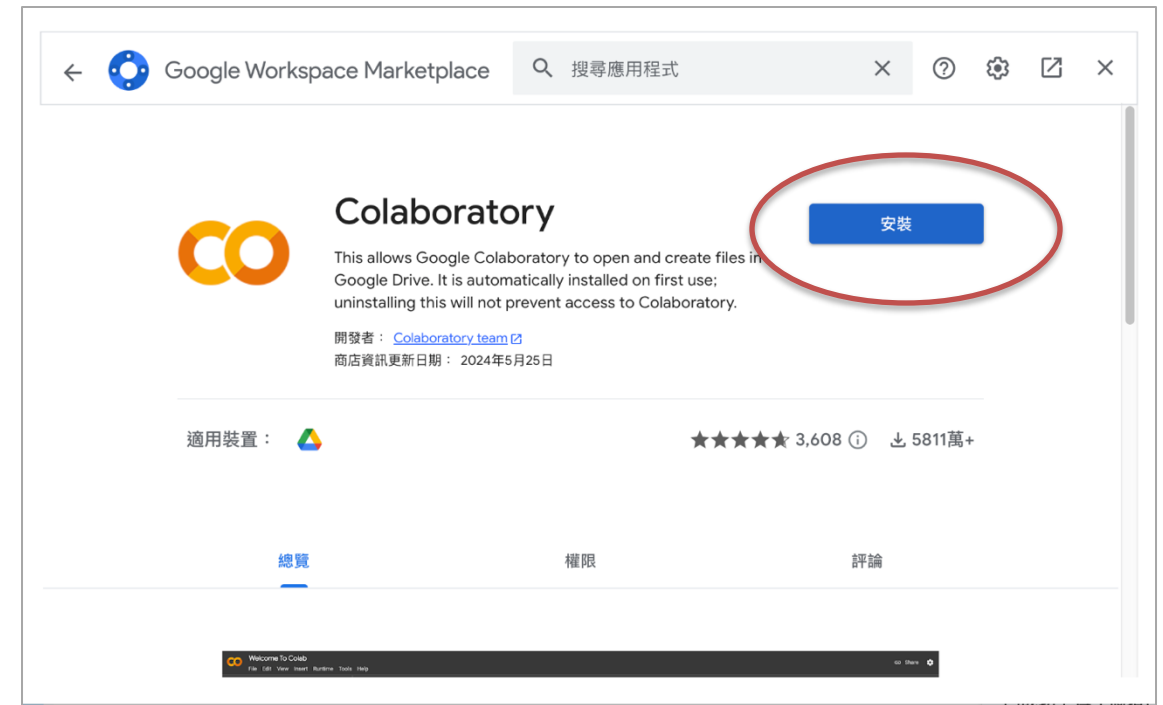 Google Workspace Marketplace
搜尋應用程式
Colaboratory
安裝
This allows Google Colaboratory to open and create files in
Google Drive. It is automatically installed on first use;
uninstalling this will not prevent access to Colaboratory.
開發者： Colaboratory team
商店資訊更新日期： 2024年5月25日
適用裝置：
3,608
5811萬+
總覽
權限
評論
Welcome To Colab
File Edit View Insert Runtime Tools Help
Share